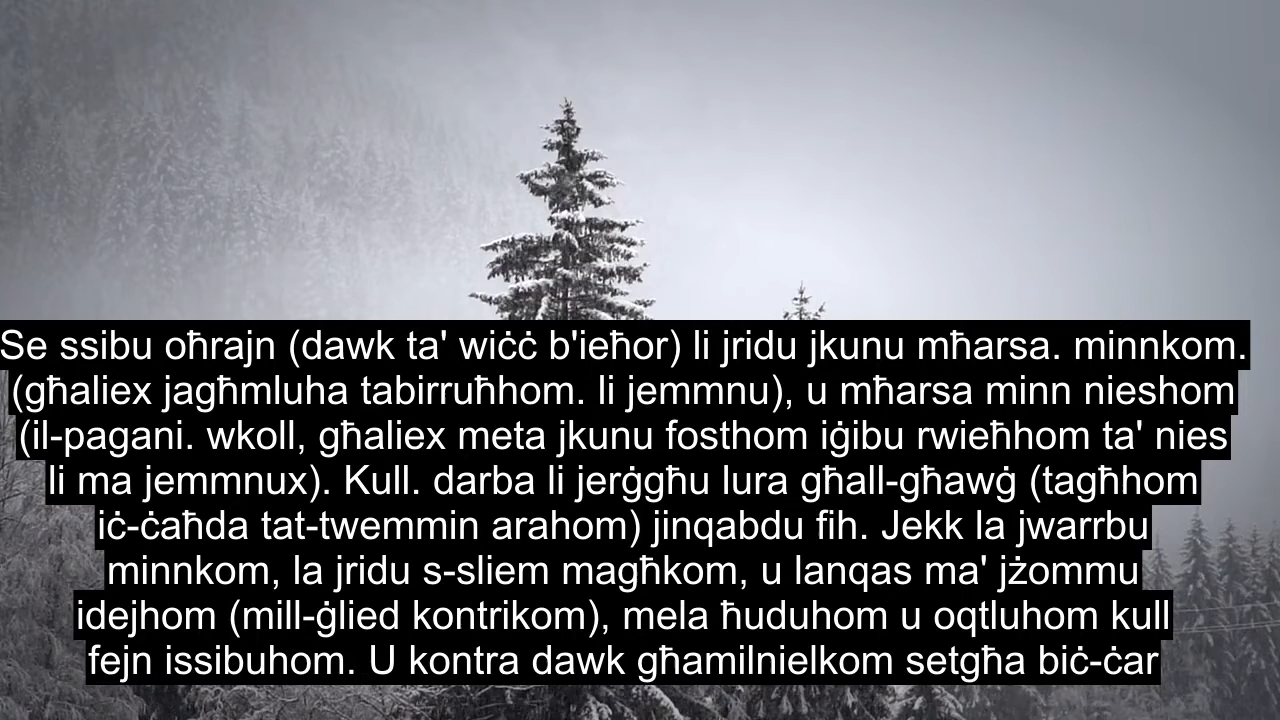 Se ssibu oħrajn (dawk ta' wiċċ b'ieħor) li jridu jkunu mħarsa. minnkom.
(għaliex jagħmluha tabirruħhom. li jemmnu), u mħarsa minn nieshom
(il-pagani. wkoll, għaliex meta jkunu fosthom iġibu rwieħhom ta' nies
li ma jemmnux). Kull. darba li jerġgħu lura għall-għawġ (tagħhom
iċ-ċaħda tat-twemmin arahom) jinqabdu fih. Jekk la jwarrbu
minnkom, la jridu s-sliem magħkom, u lanqas ma' jżommu
idejhom (mill-ġlied kontrikom), mela ħuduhom u oqtluhom kull
fejn issibuhom. U kontra dawk għamilnielkom setgħa biċ-ċar